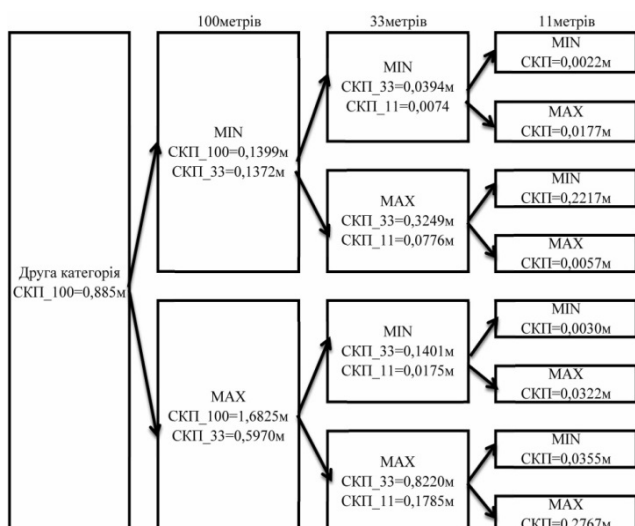 100метрів
33метрів
11метрів
Друга категорія
СКП_100=0,885м
MIN
СКП_100=0,1399м
СКП_33=0,1372м
MAX
СКП_100=1,6825м
СКП_33=0,5970м
MIN
СКП_33=0,0394м
СКП_11=0,0074
MAX
СКП_33=0,3249м
СКП_11=0,0776м
MIN
СКП_33=0,1401м
СКП_11=0,0175м
MAX
СКП_33=0,8220м
СКП_11=0,1785м
MIN
СКП=0,0022м
MAX
СКП=0,0177м
MIN
СКП=0,2217м
MAX
СКП=0,0057м
MIN
СКП=0,0030м
MAX
СКП=0,0322м
MIN
СКП=0,0355м
MAX
СКП=0,2767м